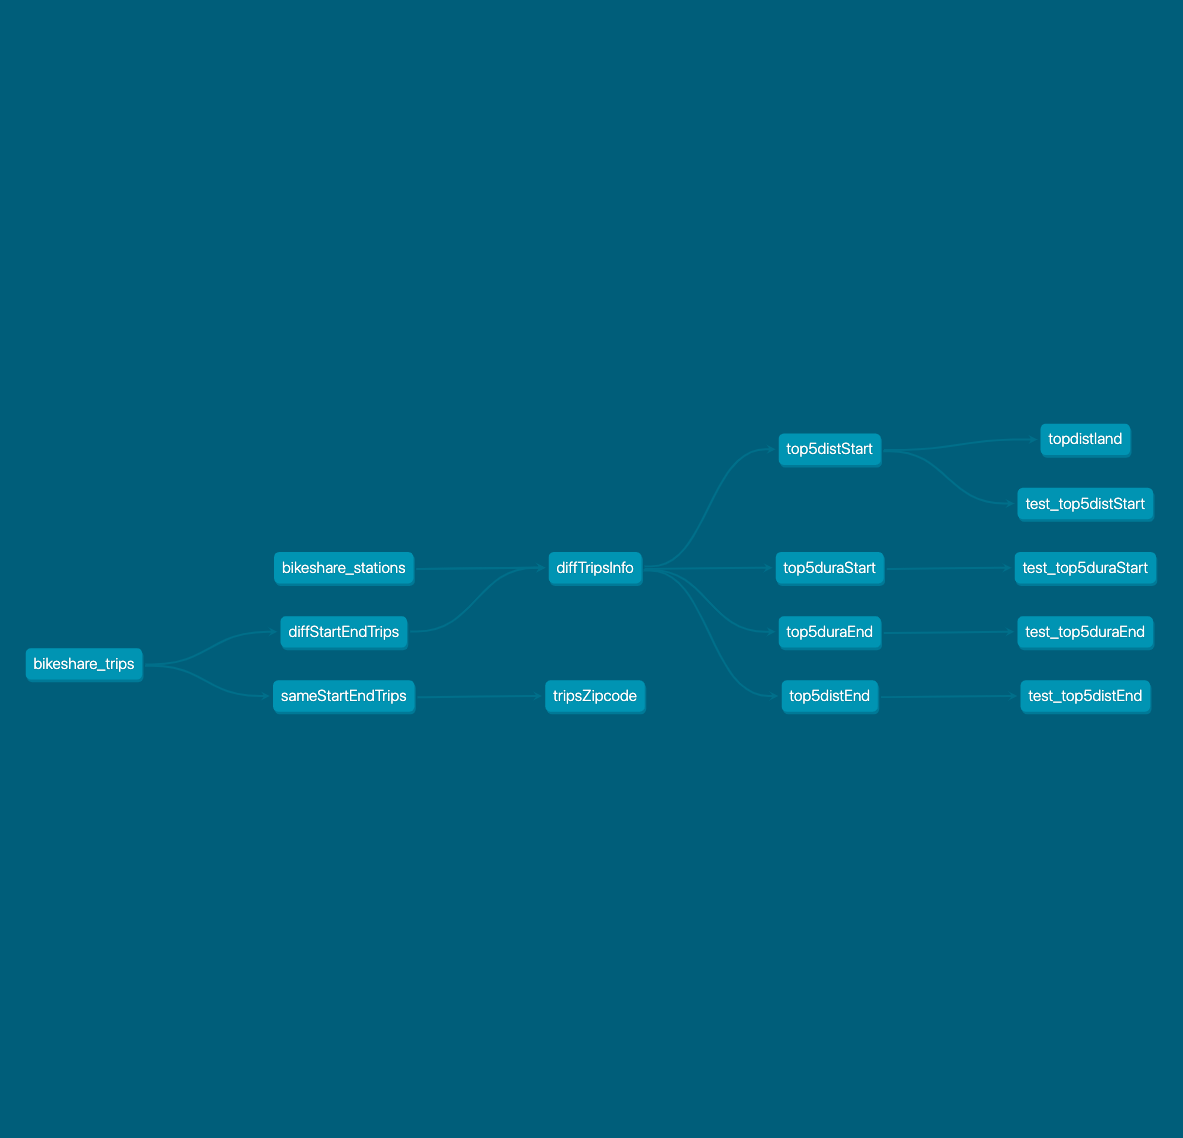 topdistland
top5distStart
test_top5distStart
bikeshare_stations
diffTripsInfo
top5duraStart
test_top5duraStart
diffStartEndTrips
top5duraEnd
test_top5duraEnd
bikeshare_trips
sameStartEndTrips
tripsZipcode
top5distEnd
test_top5distEnd